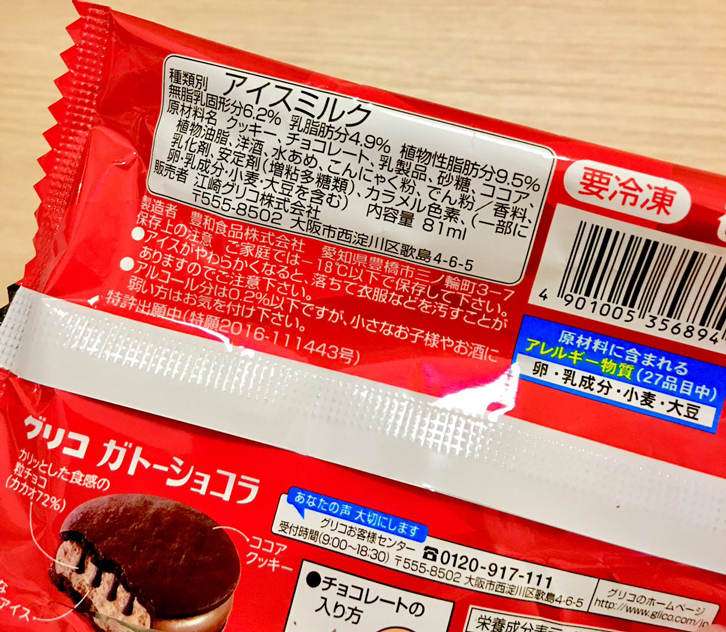 種類別 アイスミルク
無脂乳固形分6.2% 乳脂肪分4.9% 植物性脂肪分9.5%
原材料名 クッキー、チョコレート、乳製品、砂糖、ココア、
植物油脂、洋酒、水あめ、こんにゃく粉、でん粉／香料、
乳化剤、安定剤(増粘多糖類)、カラメル色素、(一部に
卵・乳成分・小麦・大豆を含む) 内容量 81ml
販売者 江崎グリコ株式会社
〒555-8502 大阪市西淀川区歌島4-6-5
製造者 豊和食品株式会社 愛知県豊橋市三ノ輪町3-7
保存上の注意 ご家庭では-18℃以下で保存して下さい。
●アイスがやわらかくなると、落ちて衣服などを汚すことが
ありますのでご注意下さい。
●アルコール分は0.2%以下ですが、小さなお子様やお酒に
弱い方はお気を付け下さい。
特許出願中(特願2016-111443号)
要冷凍
4 901005 356894
原材料に含まれる
アレルギー物質(27品目中)
卵・乳成分・小麦・大豆
グリコ ガトーショコラ
カリッとした食感の
粒チョコ
(カカオ72%)
ココア
クッキー
な
アイス
あなたの声 大切にします
グリコお客様センター
受付時間(9:00~18:30)
☎0120-917-111
〒555-8502 大阪市西淀川区歌島4-6-5
グリコのホームページ
http://www.glico.com/jp
●チョコレートの
入り方
栄養成分表示